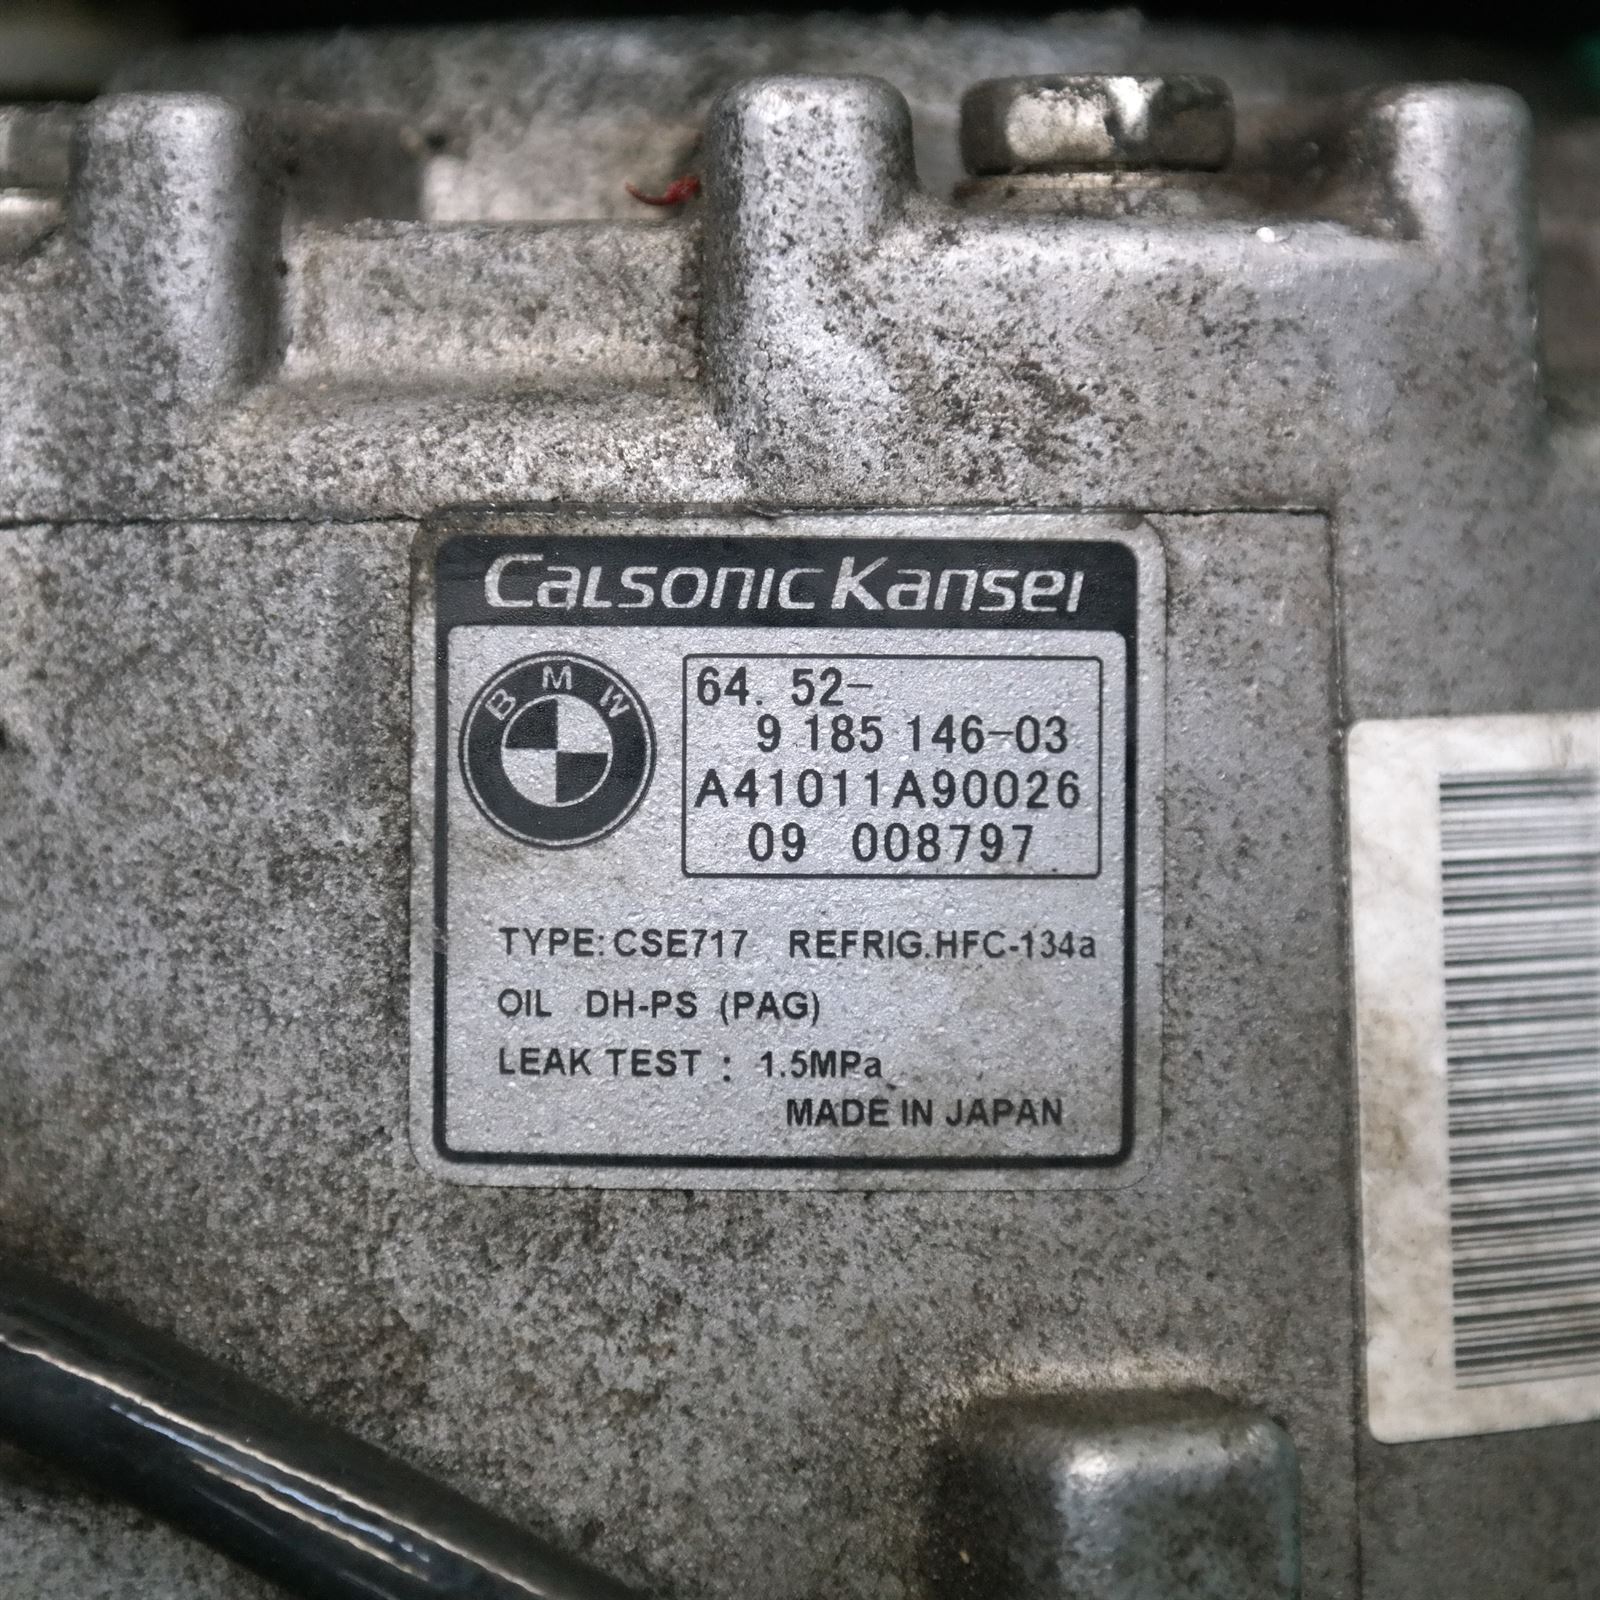 Calsonic Kansei
BMW
64. 52-
9 185 146-03
A41011A90026
09 008797
TYPE: CSE717 REFRIG.HFC-134a
OIL DH-PS (PAG)
LEAK TEST : 1.5MPa
MADE IN JAPAN